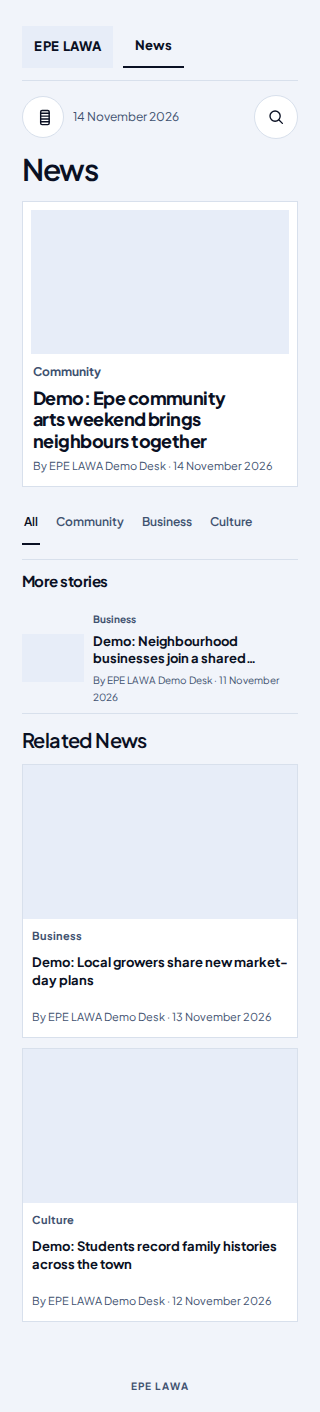 EPE LAWA
News
14 November 2026
News
Community
Demo: Epe community
arts weekend brings
neighbours together
By EPE LAWA Demo Desk · 14 November 2026
All
Community
Business
Culture
More stories
Business
Demo: Neighbourhood
businesses join a shared…
By EPE LAWA Demo Desk · 11 November
2026
Related News
Business
Demo: Local growers share new market-
day plans
By EPE LAWA Demo Desk · 13 November 2026
Culture
Demo: Students record family histories
across the town
By EPE LAWA Demo Desk · 12 November 2026
EPE LAWA